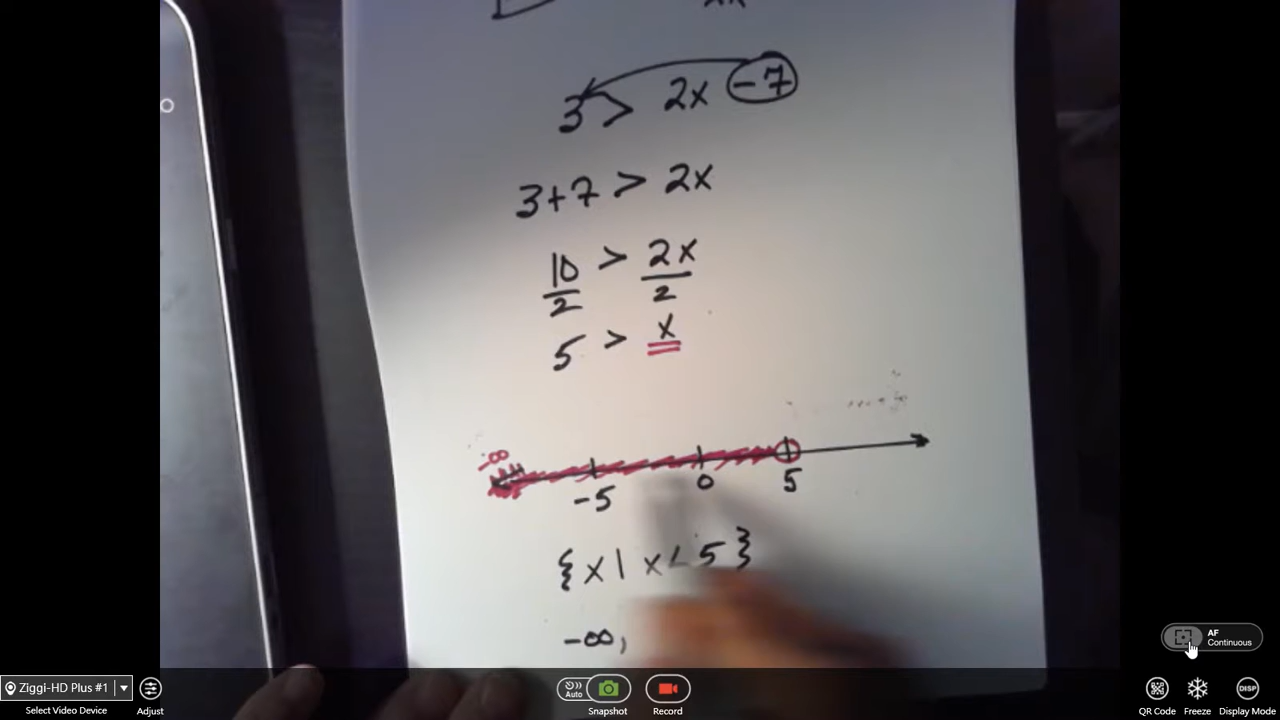 3 > 2x -7
3+7 > 2x
10/2 > 2x/2
5 > x
-∞
-5 0 5
{x | x < 5}
-∞,
AF
Continuous
Ziggi-HD Plus #1
Select Video Device
Adjust
Auto
Snapshot
Record
QR Code
Freeze
DISP
Display Mode